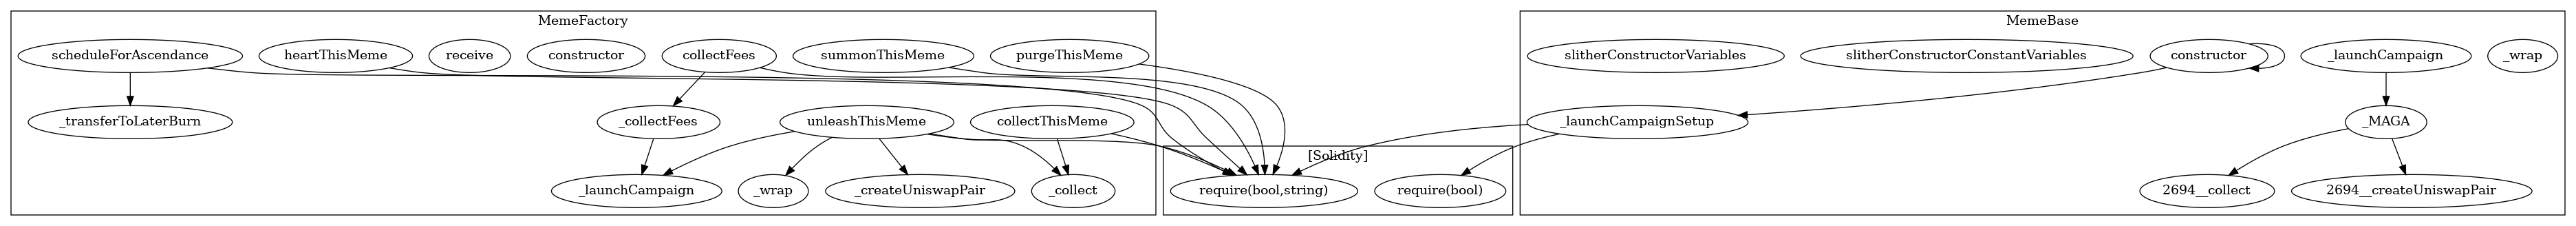 MemeFactory
MemeBase
scheduleForAscendance
heartThisMeme
receive
constructor
collectFees
summonThisMeme
purgeThisMeme
slitherConstructorVariables
slitherConstructorConstantVariables
constructor
_launchCampaign
_wrap
_transferToLaterBurn
_collectFees
unleashThisMeme
collectThisMeme
_launchCampaignSetup
_MAGA
[Solidity]
_launchCampaign
_wrap
_createUniswapPair
_collect
require(bool,string)
require(bool)
2694__collect
2694__createUniswapPair